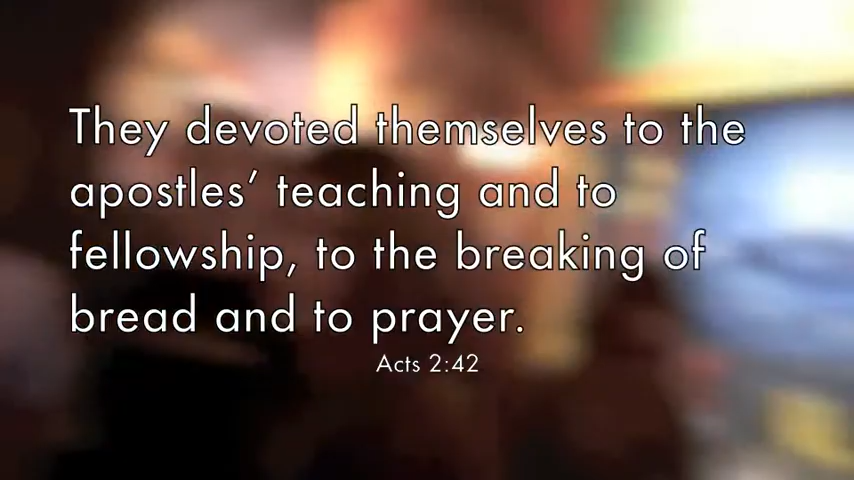 They devoted themselves to the
apostles’ teaching and to
fellowship, to the breaking of
bread and to prayer.
Acts 2:42